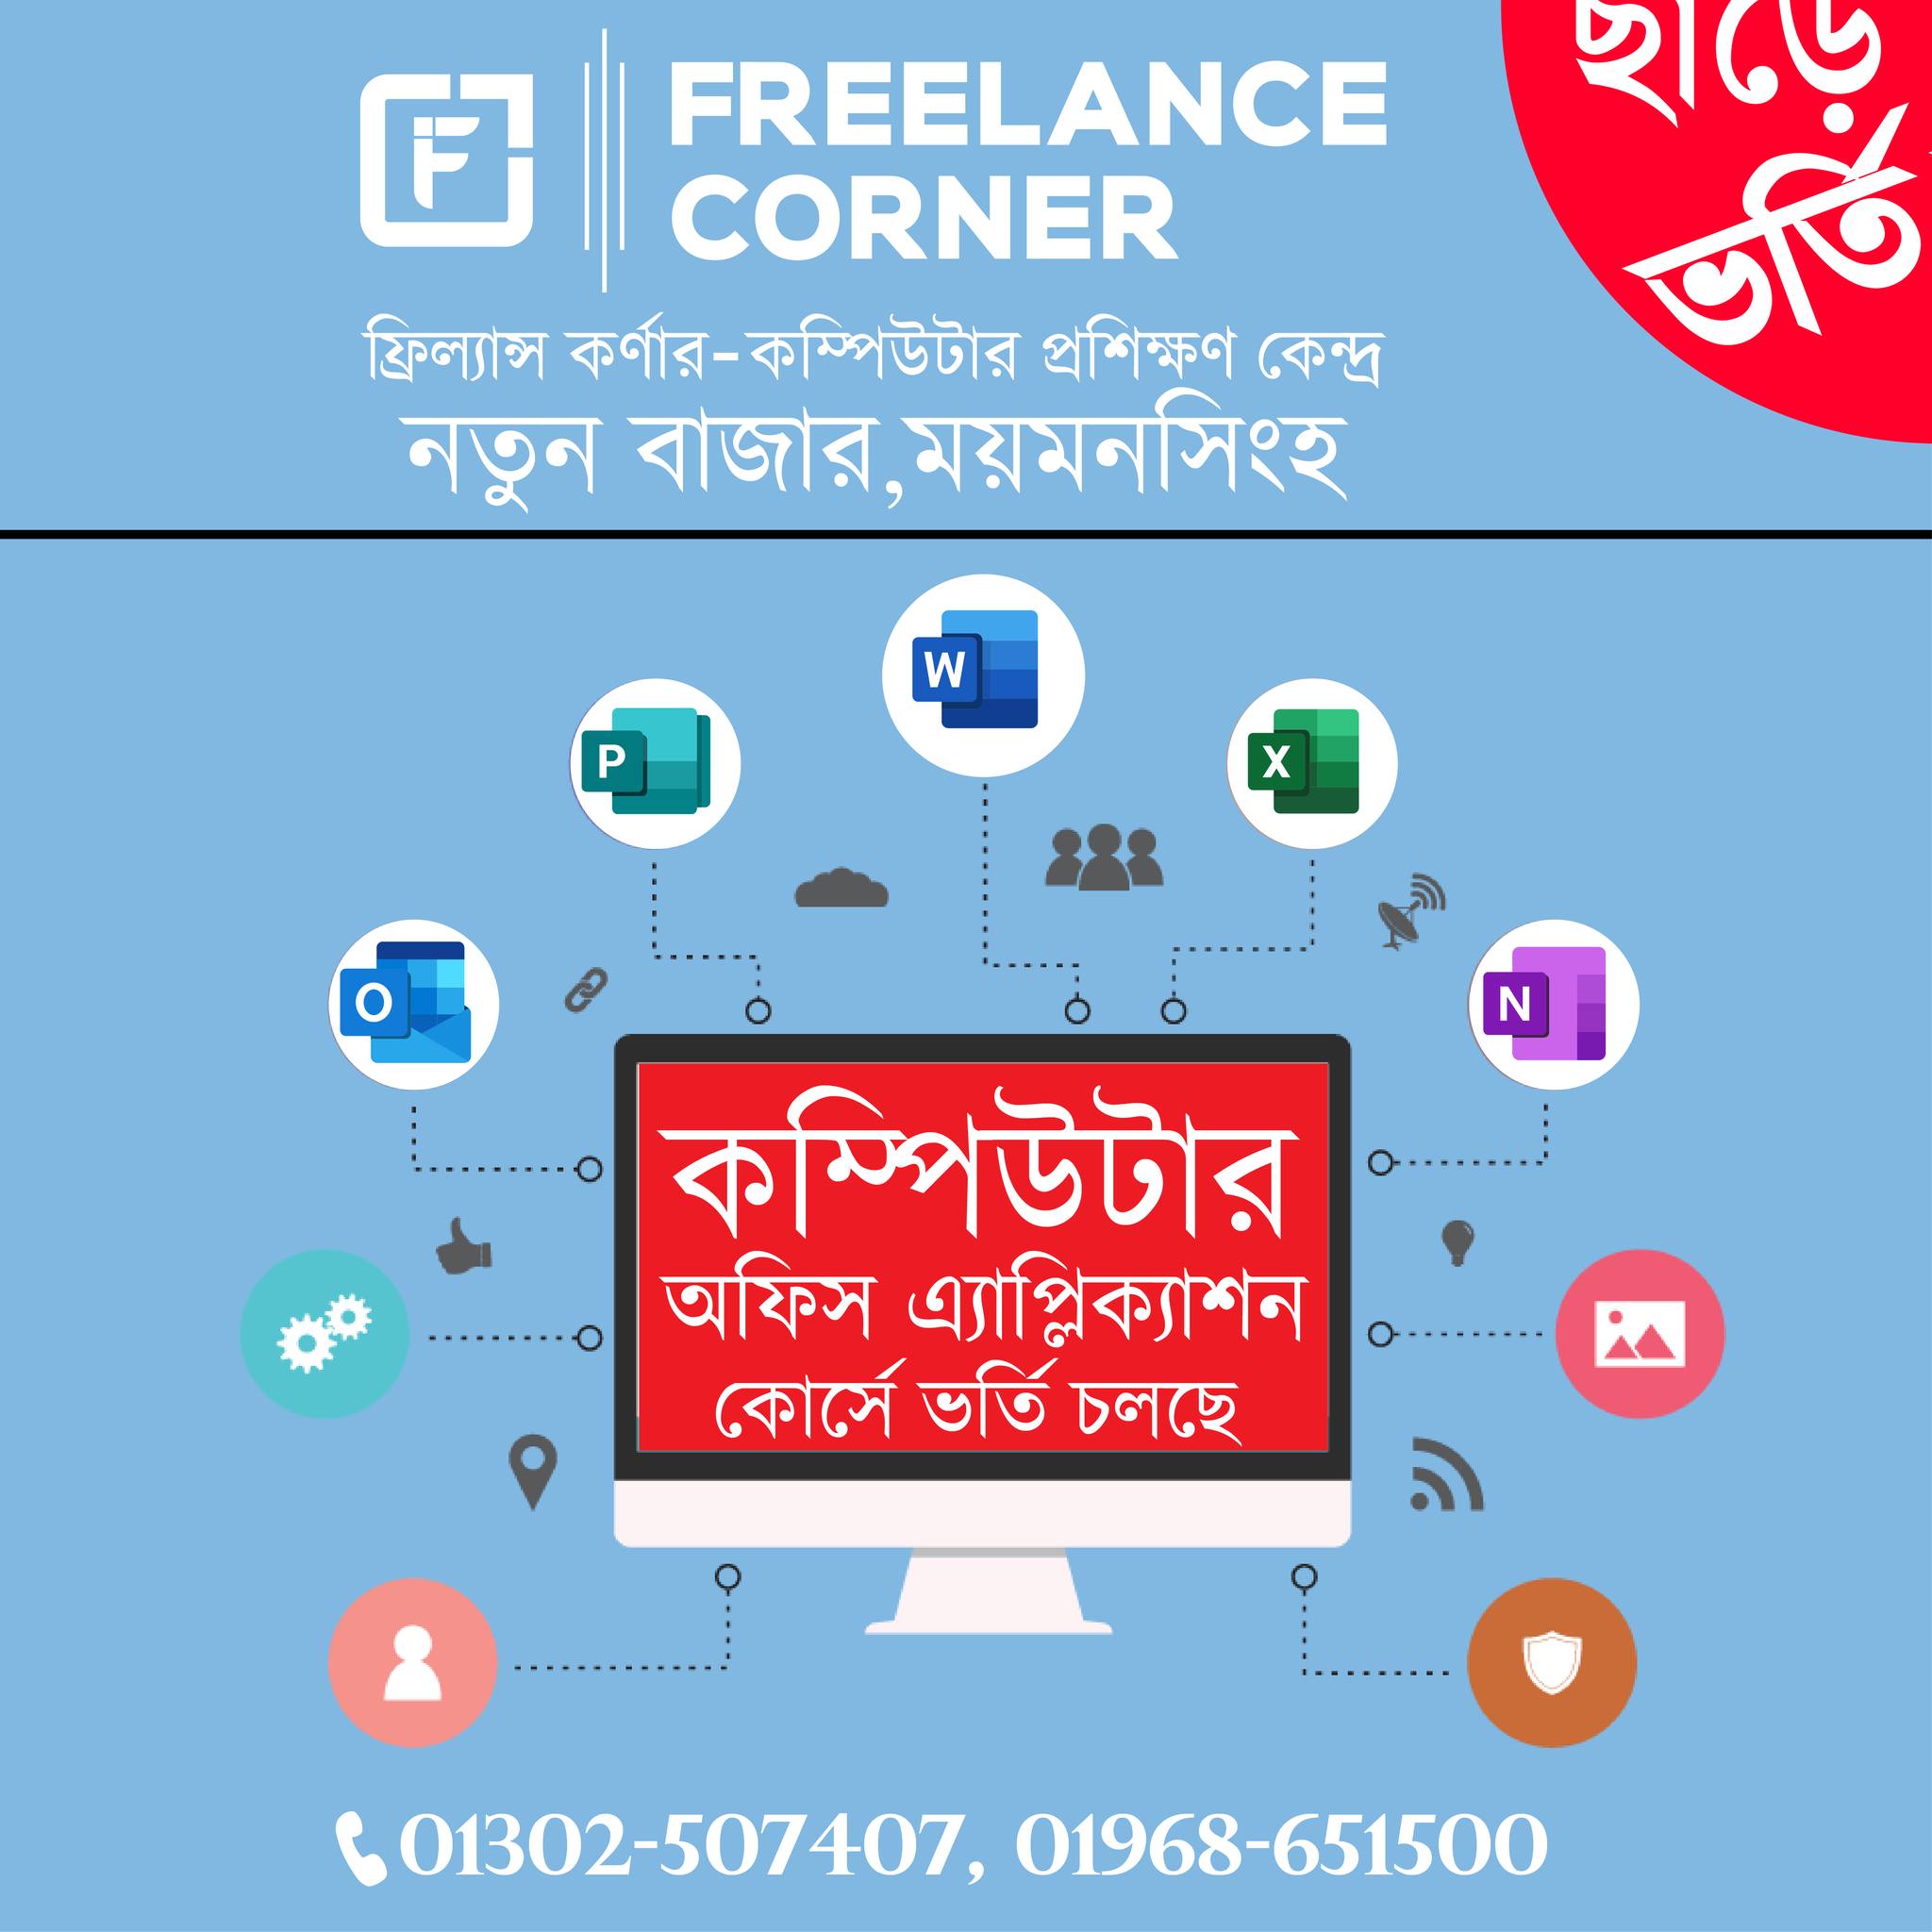 FREELANCE
CORNER
ফ্রিল্যান্স কর্ণার-কম্পিউটার প্রশিক্ষণ কেন্দ্র
নতুন বাজার,ময়মনসিংহ
ছাড়ে
ভর্তি
W
P
X
O
N
কম্পিউটার
অফিস এ্যাপ্লিক্যাশন
কোর্সে ভর্তি চলছে
01302-507407, 01968-651500